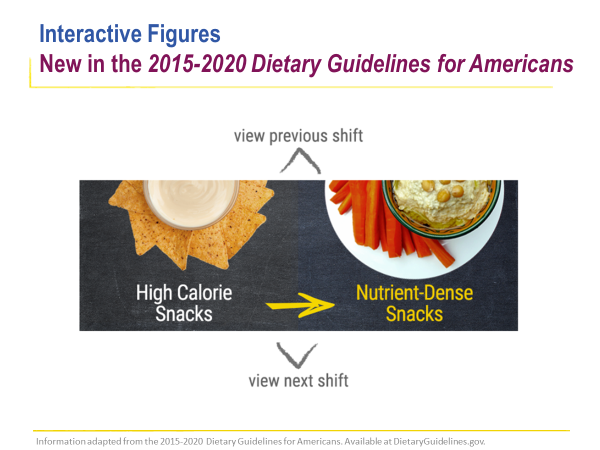 Interactive Figures
New in the 2015-2020 Dietary Guidelines for Americans
view previous shift
High Calorie
Snacks
Nutrient-Dense
Snacks
view next shift
Information adapted from the 2015-2020 Dietary Guidelines for Americans. Available at DietaryGuidelines.gov.